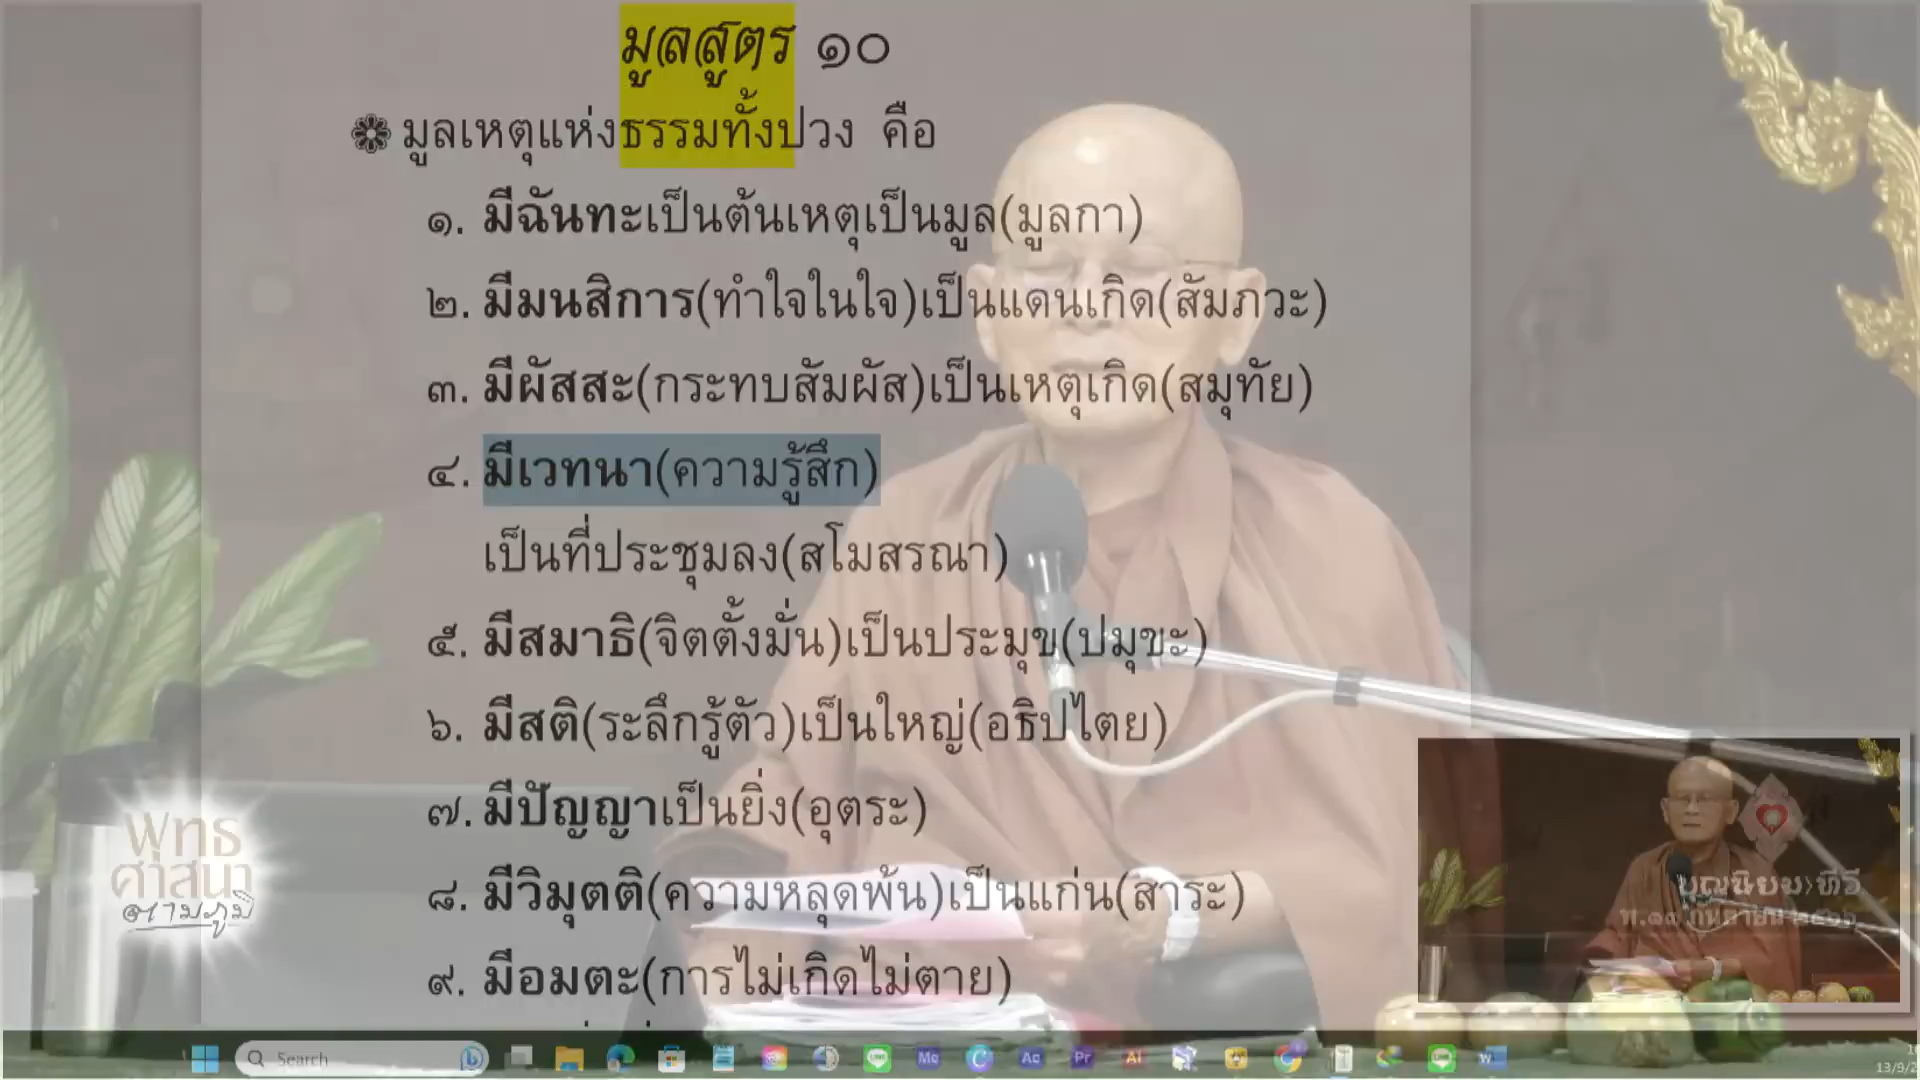 มูลสูตร ๑๐
❁ มูลเหตุแห่งธรรมทั้งปวง คือ
๑. มีฉันทะเป็นต้นเหตุเป็นมูล(มูลกา)
๒. มีมนสิการ(ทำใจในใจ)เป็นแดนเกิด(สัมภวะ)
๓. มีผัสสะ(กระทบสัมผัส)เป็นเหตุเกิด(สมุทัย)
๔. มีเวทนา(ความรู้สึก)
เป็นที่ประชุมลง(สโมสรณา)
๕. มีสมาธิ(จิตตั้งมั่น)เป็นประมุข(ปมุขะ)
๖. มีสติ(ระลึกรู้ตัว)เป็นใหญ่(อธิปไตย)
๗. มีปัญญาเป็นยิ่ง(อุตระ)
๘. มีวิมุตติ(ความหลุดพ้น)เป็นแก่น(สาระ)
๙. มีอมตะ(การไม่เกิดไม่ตาย)
พุทธ
ศาสนา
ตามภูมิ
บุญนิยม ทีวี
Search
13/9/2